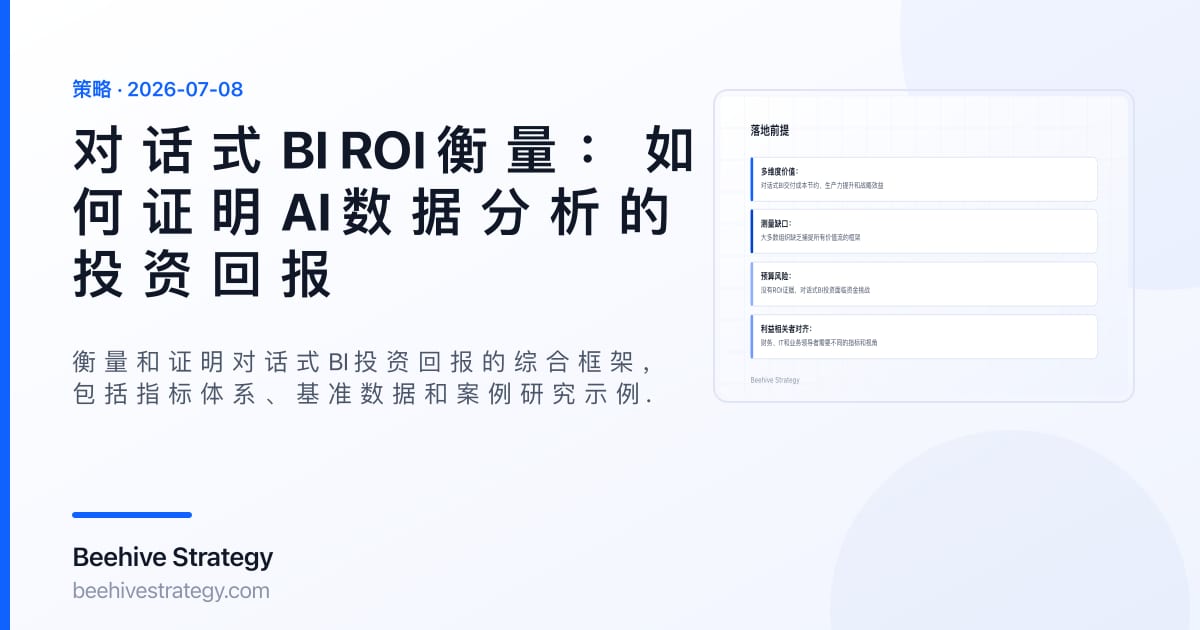 策略 · 2026-07-08
对话式BI ROI衡量：如
何证明AI数据分析的
投资回报
衡量和证明对话式BI投资回报的综合框架，
包括指标体系、基准数据和案例研究示例.
Beehive Strategy
beehivestrategy.com
落地前提
多维度价值：
对话式BI交付成本节约、生产力提升和战略效益
测量缺口：
大多数组织缺乏捕捉所有价值流的框架
预算风险：
没有ROI证据，对话式BI投资面临资金挑战
利益相关者对齐：
财务、IT和业务领导者需要不同的指标和视角
Beehive Strategy